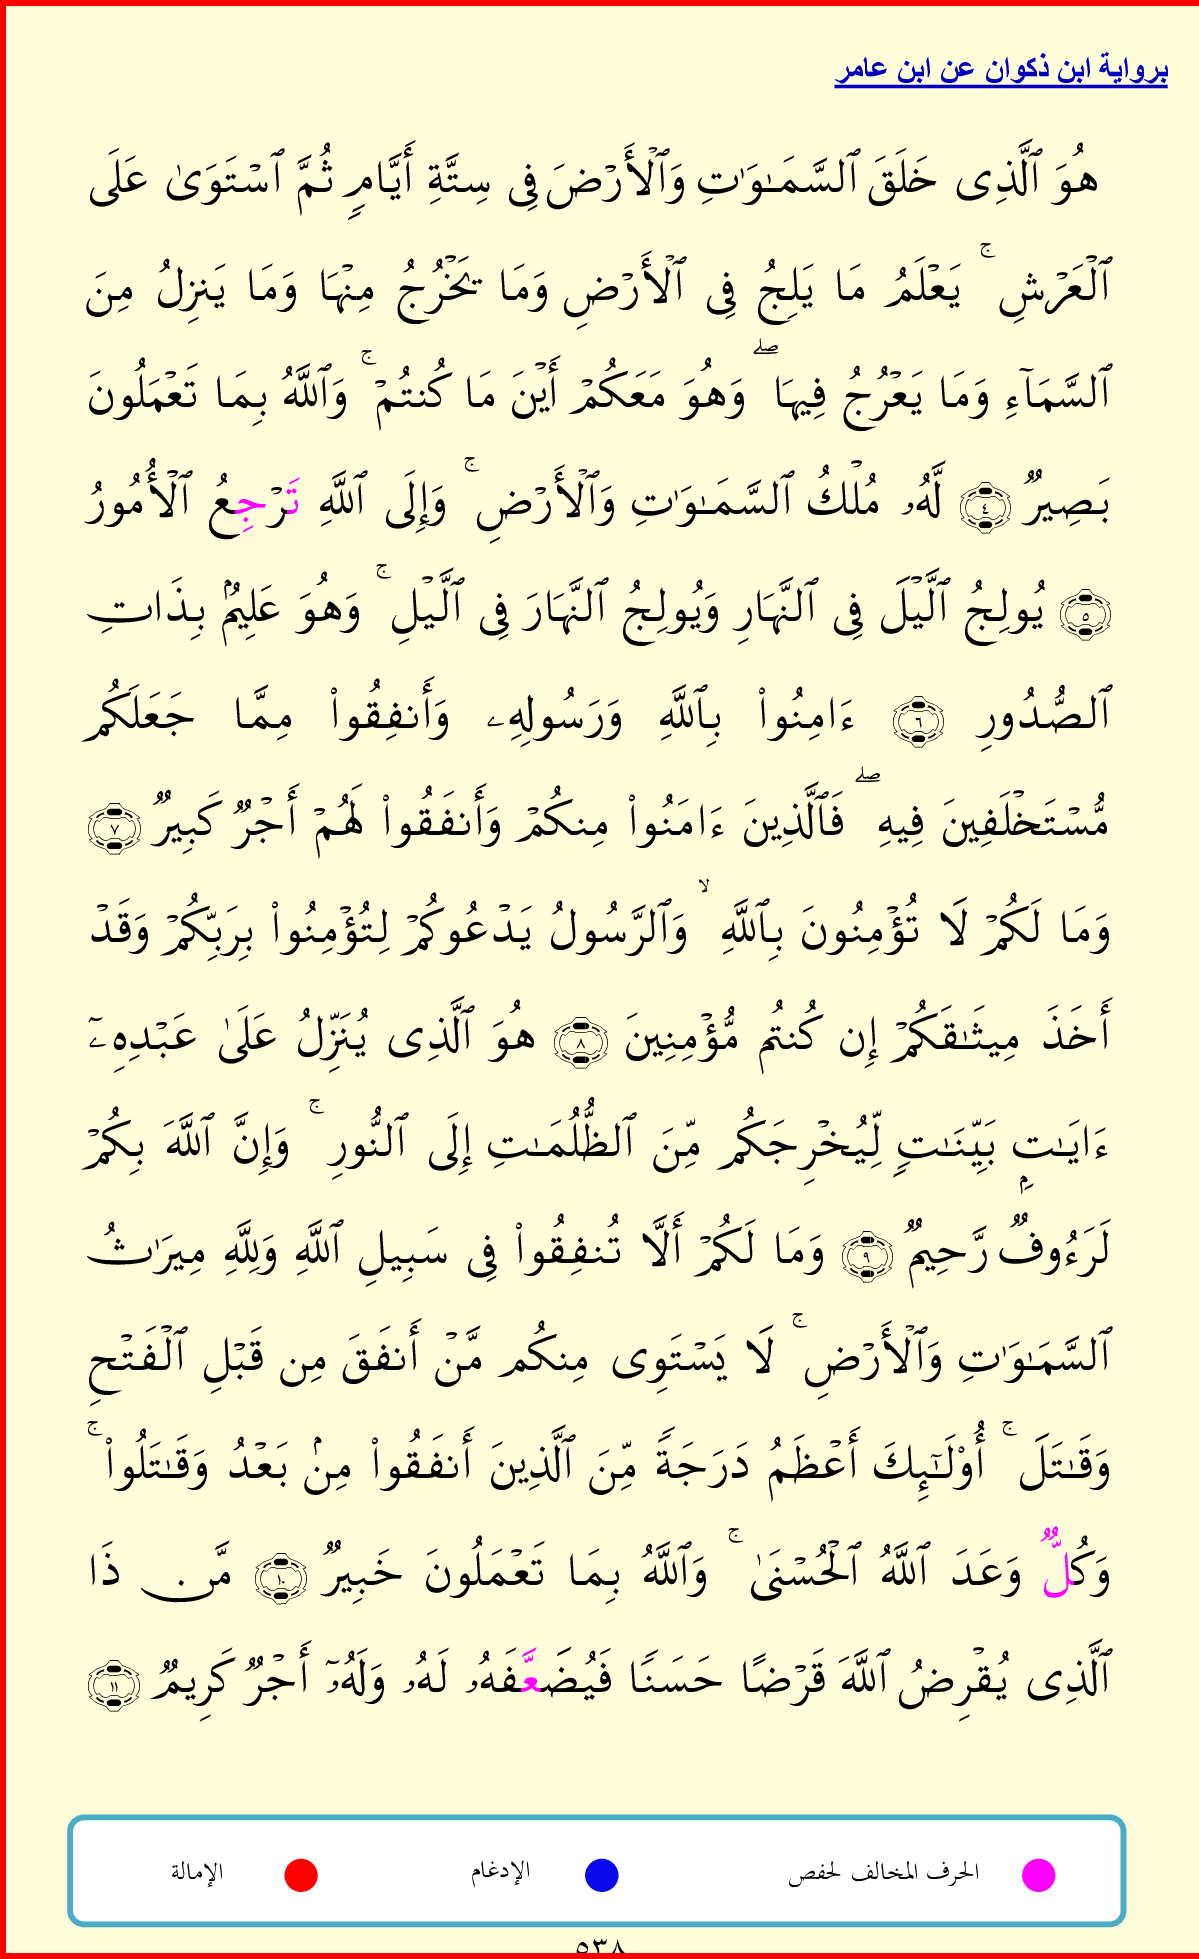 برواية ابن ذكوان عن ابن عامر
هُوَ ٱلَّذِى خَلَقَ ٱلسَّمَـٰوَٰتِ وَٱلْأَرْضَ فِى سِتَّةِ أَيَّامٍ ثُمَّ ٱسْتَوَىٰ عَلَى
ٱلْعَرْشِ ۚ يَعْلَمُ مَا يَلِجُ فِى ٱلْأَرْضِ وَمَا يَخْرُجُ مِنْهَا وَمَا يَنزِلُ مِنَ
ٱلسَّمَآءِ وَمَا يَعْرُجُ فِيهَا ۖ وَهُوَ مَعَكُمْ أَيْنَ مَا كُنتُمْ ۚ وَٱللَّهُ بِمَا تَعْمَلُونَ
بَصِيرٌ ٤ لَّهُۥ مُلْكُ ٱلسَّمَـٰوَٰتِ وَٱلْأَرْضِ ۚ وَإِلَى ٱللَّهِ تَرْجِعُ ٱلْأُمُورُ
٥ يُولِجُ ٱلَّيْلَ فِى ٱلنَّهَارِ وَيُولِجُ ٱلنَّهَارَ فِى ٱلَّيْلِ ۚ وَهُوَ عَلِيمٌۢ بِذَاتِ
ٱلصُّدُورِ ٦ ءَامِنُوا۟ بِٱللَّهِ وَرَسُولِهِۦ وَأَنفِقُوا۟ مِمَّا جَعَلَكُم
مُّسْتَخْلَفِينَ فِيهِ ۖ فَٱلَّذِينَ ءَامَنُوا۟ مِنكُمْ وَأَنفَقُوا۟ لَهُمْ أَجْرٌ كَبِيرٌ ٧
وَمَا لَكُمْ لَا تُؤْمِنُونَ بِٱللَّهِ ۙ وَٱلرَّسُولُ يَدْعُوكُمْ لِتُؤْمِنُوا۟ بِرَبِّكُمْ وَقَدْ
أَخَذَ مِيثَـٰقَكُمْ إِن كُنتُم مُّؤْمِنِينَ ٨ هُوَ ٱلَّذِى يُنَزِّلُ عَلَىٰ عَبْدِهِۦٓ
ءَايَـٰتٍۭ بَيِّنَـٰتٍ لِّيُخْرِجَكُم مِّنَ ٱلظُّلُمَـٰتِ إِلَى ٱلنُّورِ ۚ وَإِنَّ ٱللَّهَ بِكُمْ
لَرَءُوفٌ رَّحِيمٌ ٩ وَمَا لَكُمْ أَلَّا تُنفِقُوا۟ فِى سَبِيلِ ٱللَّهِ وَلِلَّهِ مِيرَٰثُ
ٱلسَّمَـٰوَٰتِ وَٱلْأَرْضِ ۚ لَا يَسْتَوِى مِنكُم مَّنْ أَنفَقَ مِن قَبْلِ ٱلْفَتْحِ
وَقَـٰتَلَ ۚ أُو۟لَـٰٓئِكَ أَعْظَمُ دَرَجَةً مِّنَ ٱلَّذِينَ أَنفَقُوا۟ مِنۢ بَعْدُ وَقَـٰتَلُوا۟ ۚ
وَكُلٌّ وَعَدَ ٱللَّهُ ٱلْحُسْنَىٰ ۚ وَٱللَّهُ بِمَا تَعْمَلُونَ خَبِيرٌ ١٠ مَّن ذَا
ٱلَّذِى يُقْرِضُ ٱللَّهَ قَرْضًا حَسَنًا فَيُضَعَّفَهُۥ لَهُۥ وَلَهُۥٓ أَجْرٌ كَرِيمٌ ١١
الحرف المخالف لحفص الإدغام الإمالة
٥٣٨